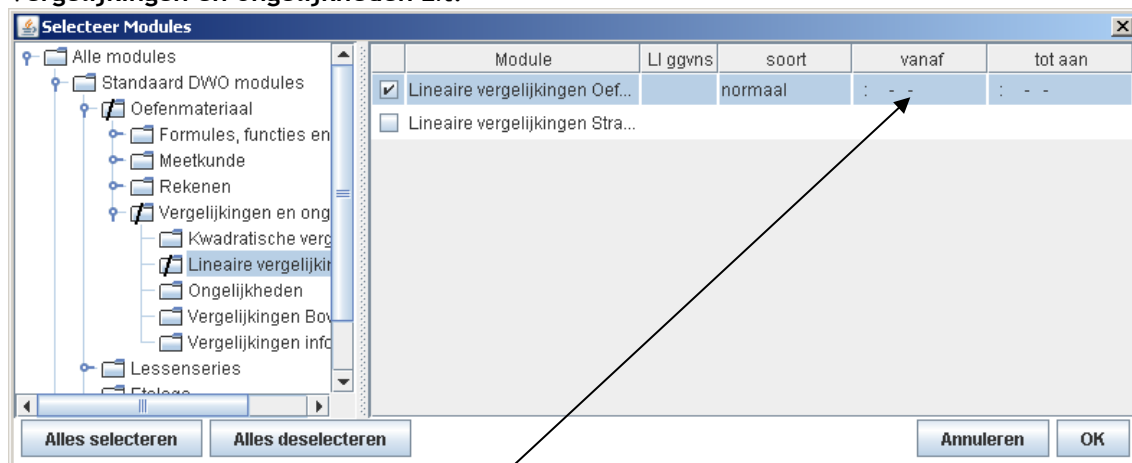 Selecteer Modules
Alle modules
Standaard DWO modules
Oefenmateriaal
Formules, functies en
Meetkunde
Rekenen
Vergelijkingen en ong
Kwadratische verg
Lineaire vergelijkin
Ongelijkheden
Vergelijkingen Bov
Vergelijkingen info
Lessenseries
Module LI ggvns soort vanaf tot aan
Lineaire vergelijkingen Oef... normaal : - - : - -
Lineaire vergelijkingen Stra...
Alles selecteren Alles deselecteren Annuleren OK